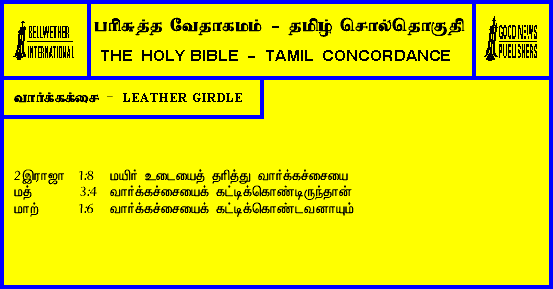 BELLWETHER
INTERNATIONAL
பரிசுத்த வேதாகமம் - தமிழ் சொல்தொகுதி
THE HOLY BIBLE - TAMIL CONCORDANCE
GOOD NEWS
PUBLISHERS
வார்க்கச்சை - LEATHER GIRDLE
2இராஜா 1:8 மயிர் உடையைத் தரித்து வார்க்கச்சையை
மத் 3:4 வார்க்கச்சையைக் கட்டிக்கொண்டிருந்தான்
மாற் 1:6 வார்க்கச்சையைக் கட்டிக்கொண்டவனாயும்